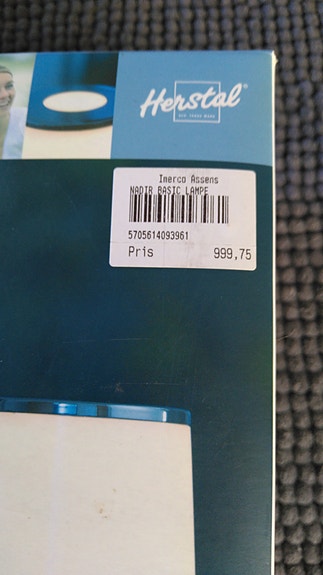 Herstal
Imerco Assens
NADIR BASIC LAMPE
5705614093961
Pris 999,75